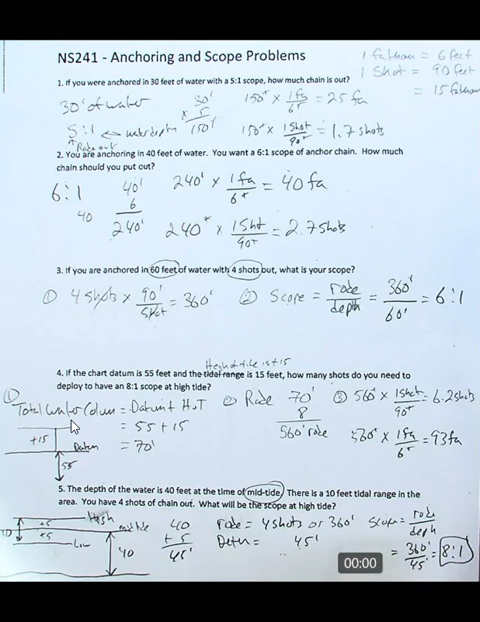 NS241 - Anchoring and Scope Problems
1 fathom = 6 feet
1 Shot = 90 feet
= 15 fathom
1. If you were anchored in 30 feet of water with a 5:1 scope, how much chain is out?
30' of water
30'
x 5
150'
150' x 1fa/6' = 25 fa
5:1 ← water depth
↑ Rode out
150' x 1shot/90' = 1.7 shots
2. You are anchoring in 40 feet of water. You want a 6:1 scope of anchor chain. How much
chain should you put out?
6:1
40
40'
6
240'
240' x 1fa/6' = 40 fa
240' x 1Shot/90' = 2.7 Shots
3. If you are anchored in 60 feet of water with 4 shots out, what is your scope?
① 4 shots x 90'/Shot = 360'
② Scope = rode/depth = 360'/60' = 6:1
4. If the chart datum is 55 feet and the tidal range is 15 feet, how many shots do you need to
deploy to have an 8:1 scope at high tide?
①
Total water Column = Datum + HoT
= 55 + 15
= 70'
+15
Datum
55
② Rode 70'
8
560' rode
③ 560' x 1shot/90' = 6.2 shots
560' x 1fa/6' = 93 fa
5. The depth of the water is 40 feet at the time of mid-tide. There is a 10 feet tidal range in the
area. You have 4 shots of chain out. What will be the scope at high tide?
High
10
+5
midtide
+5
Low
40
40
+ 5
45'
rode = 4 shots or 360'
45'
Scope = rode/depth
= 360'/45' = 8:1
00:00